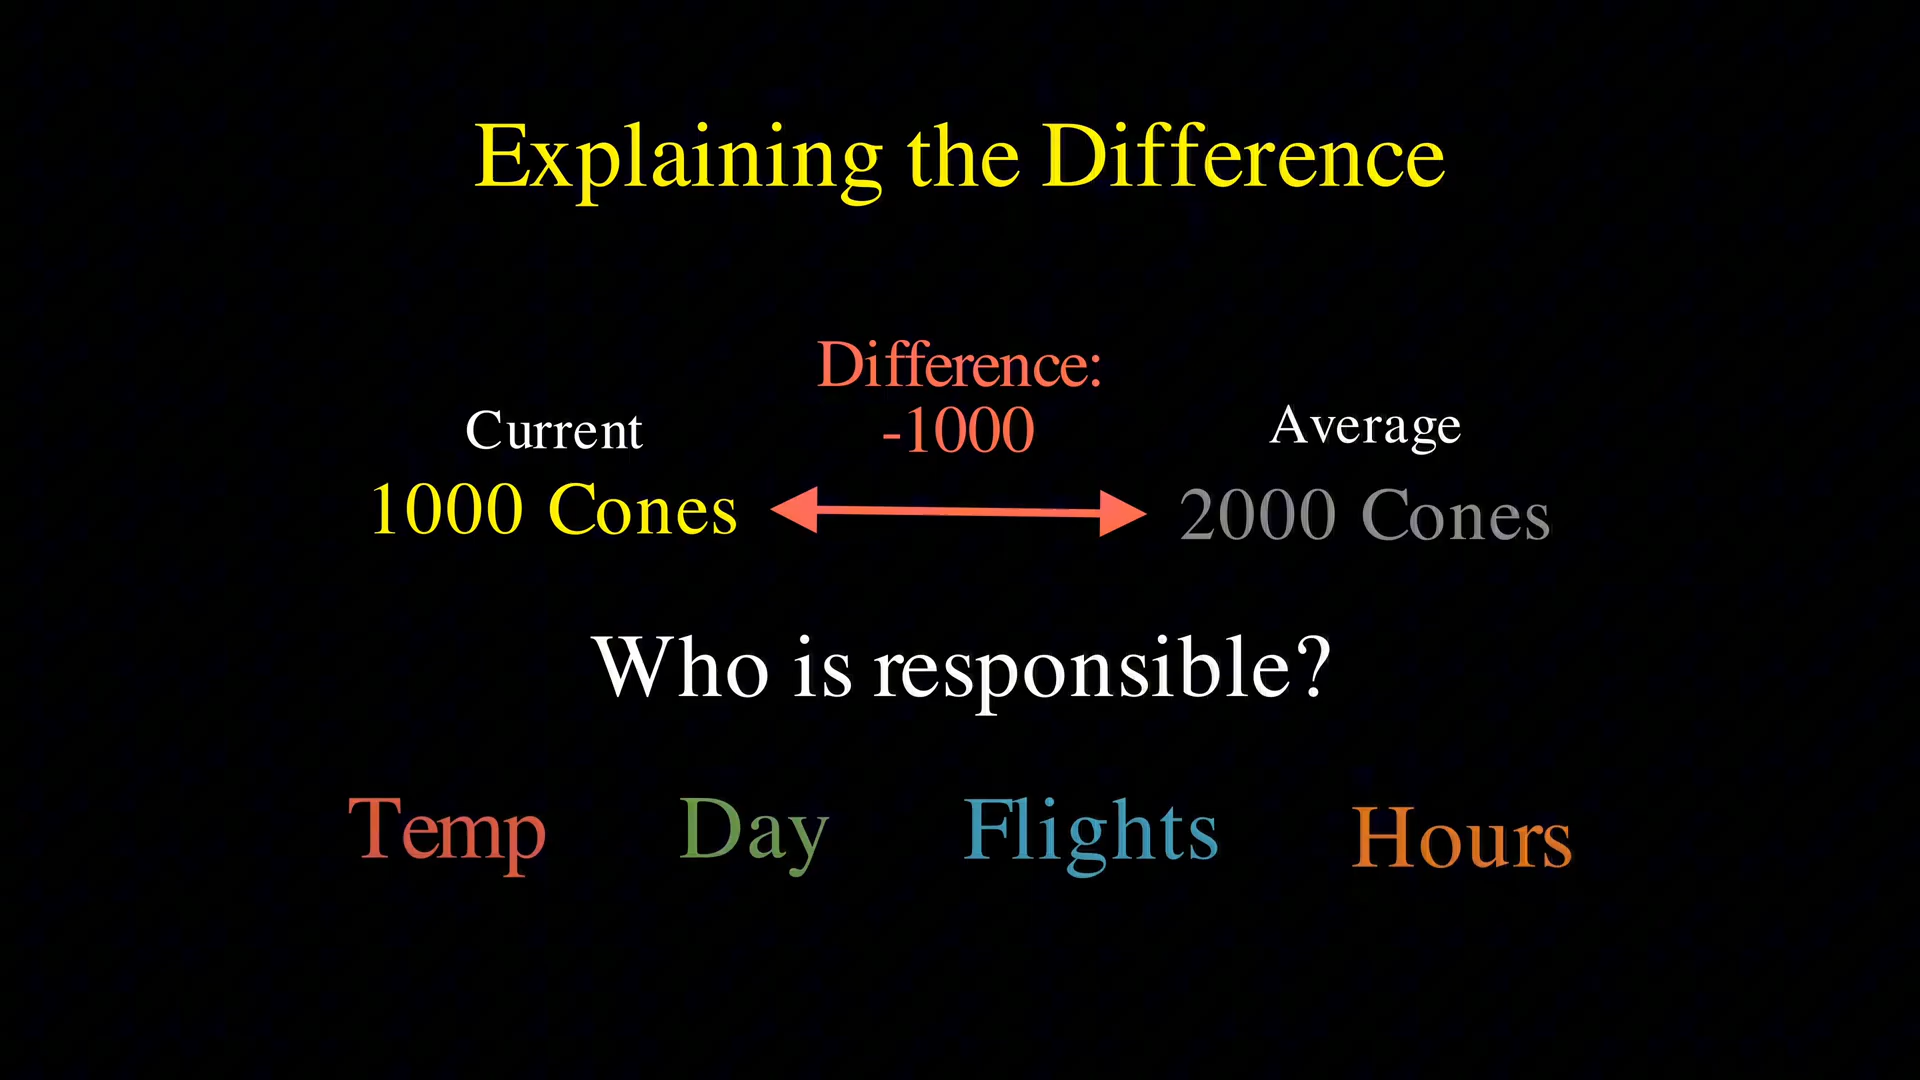 Explaining the Difference
Difference:
-1000
Current
Average
1000 Cones
2000 Cones
Who is responsible?
Temp Day Flights Hours